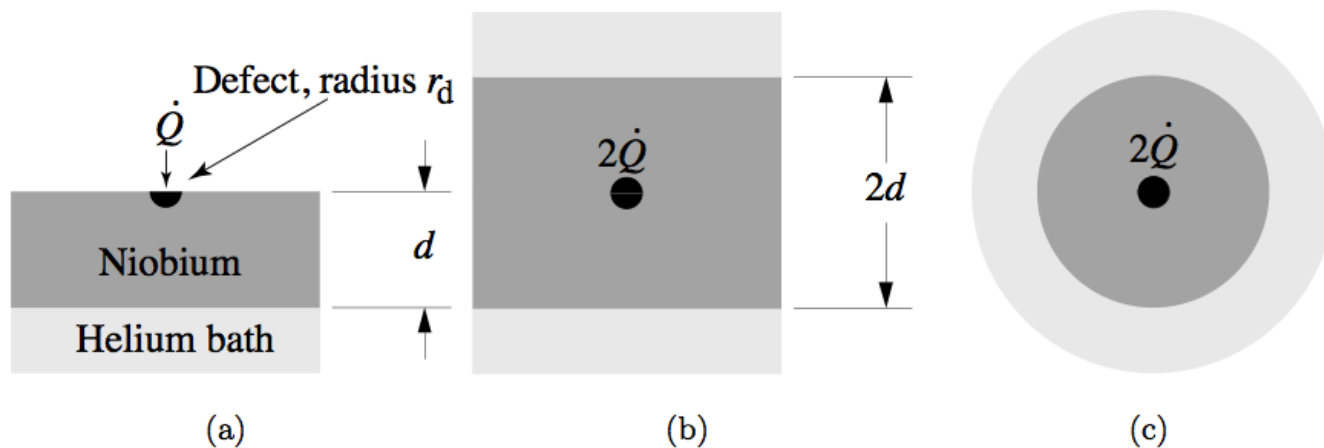 Defect, radius r_d
Q̇
Niobium
d
Helium bath
(a)
2Q̇
2d
(b)
2Q̇
(c)